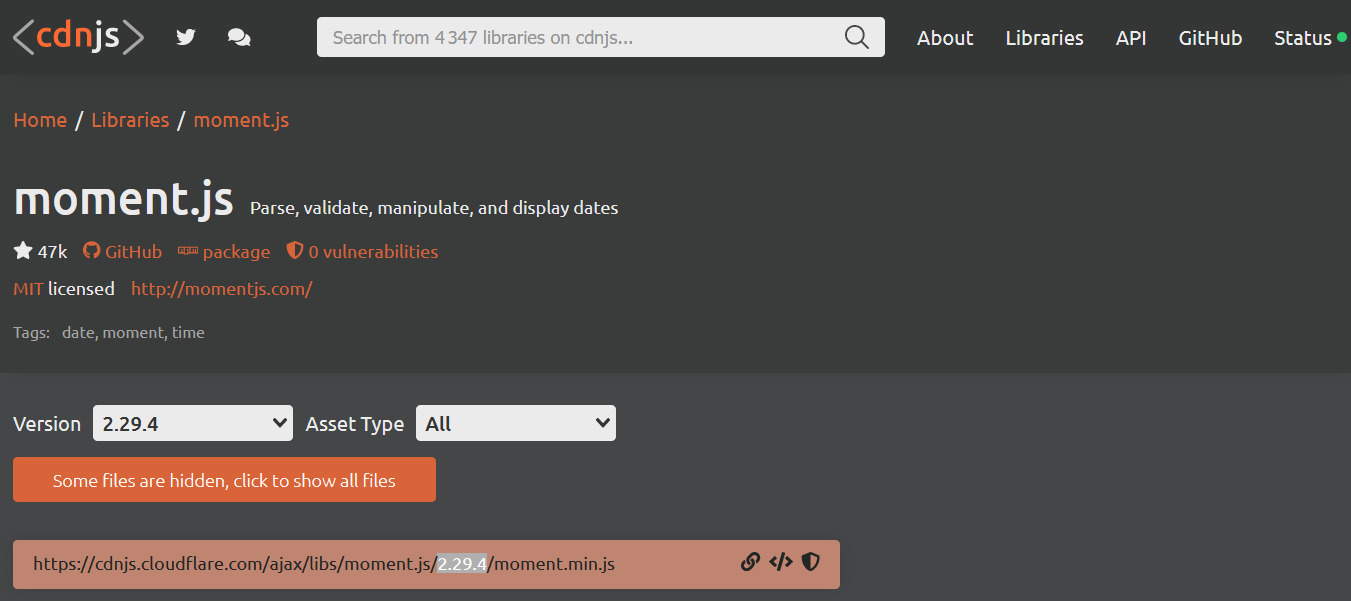 <cdnjs>
Search from 4 347 libraries on cdnjs...
About Libraries API GitHub Status
Home / Libraries / moment.js
moment.js Parse, validate, manipulate, and display dates
47k GitHub npm package 0 vulnerabilities
MIT licensed http://momentjs.com/
Tags: date, moment, time
Version 2.29.4 Asset Type All
Some files are hidden, click to show all files
https://cdnjs.cloudflare.com/ajax/libs/moment.js/2.29.4/moment.min.js